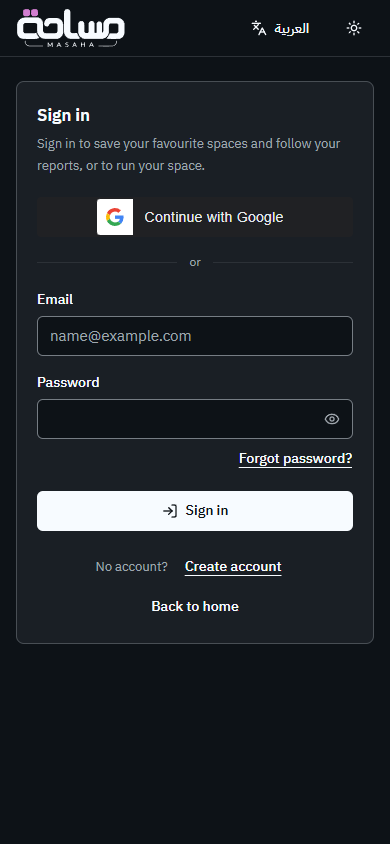 مساحة
MASAHA
العربية
Sign in
Sign in to save your favourite spaces and follow your
reports, or to run your space.
Continue with Google
or
Email
name@example.com
Password
Forgot password?
Sign in
No account? Create account
Back to home